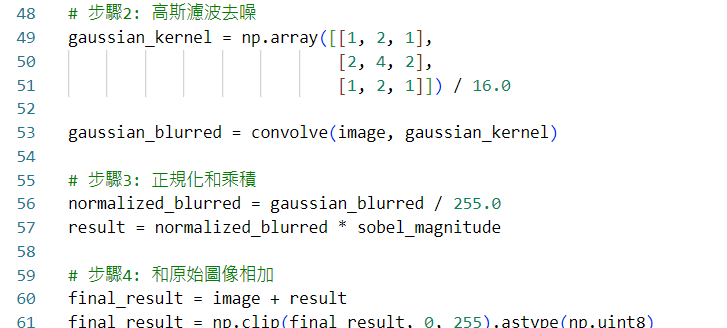 48 # 步驟2: 高斯濾波去噪
49 gaussian_kernel = np.array([[1, 2, 1],
50 [2, 4, 2],
51 [1, 2, 1]]) / 16.0
52
53 gaussian_blurred = convolve(image, gaussian_kernel)
54
55 # 步驟3: 正規化和乘積
56 normalized_blurred = gaussian_blurred / 255.0
57 result = normalized_blurred * sobel_magnitude
58
59 # 步驟4: 和原始圖像相加
60 final_result = image + result
61 final_result = np.clip(final_result, 0, 255).astype(np.uint8)